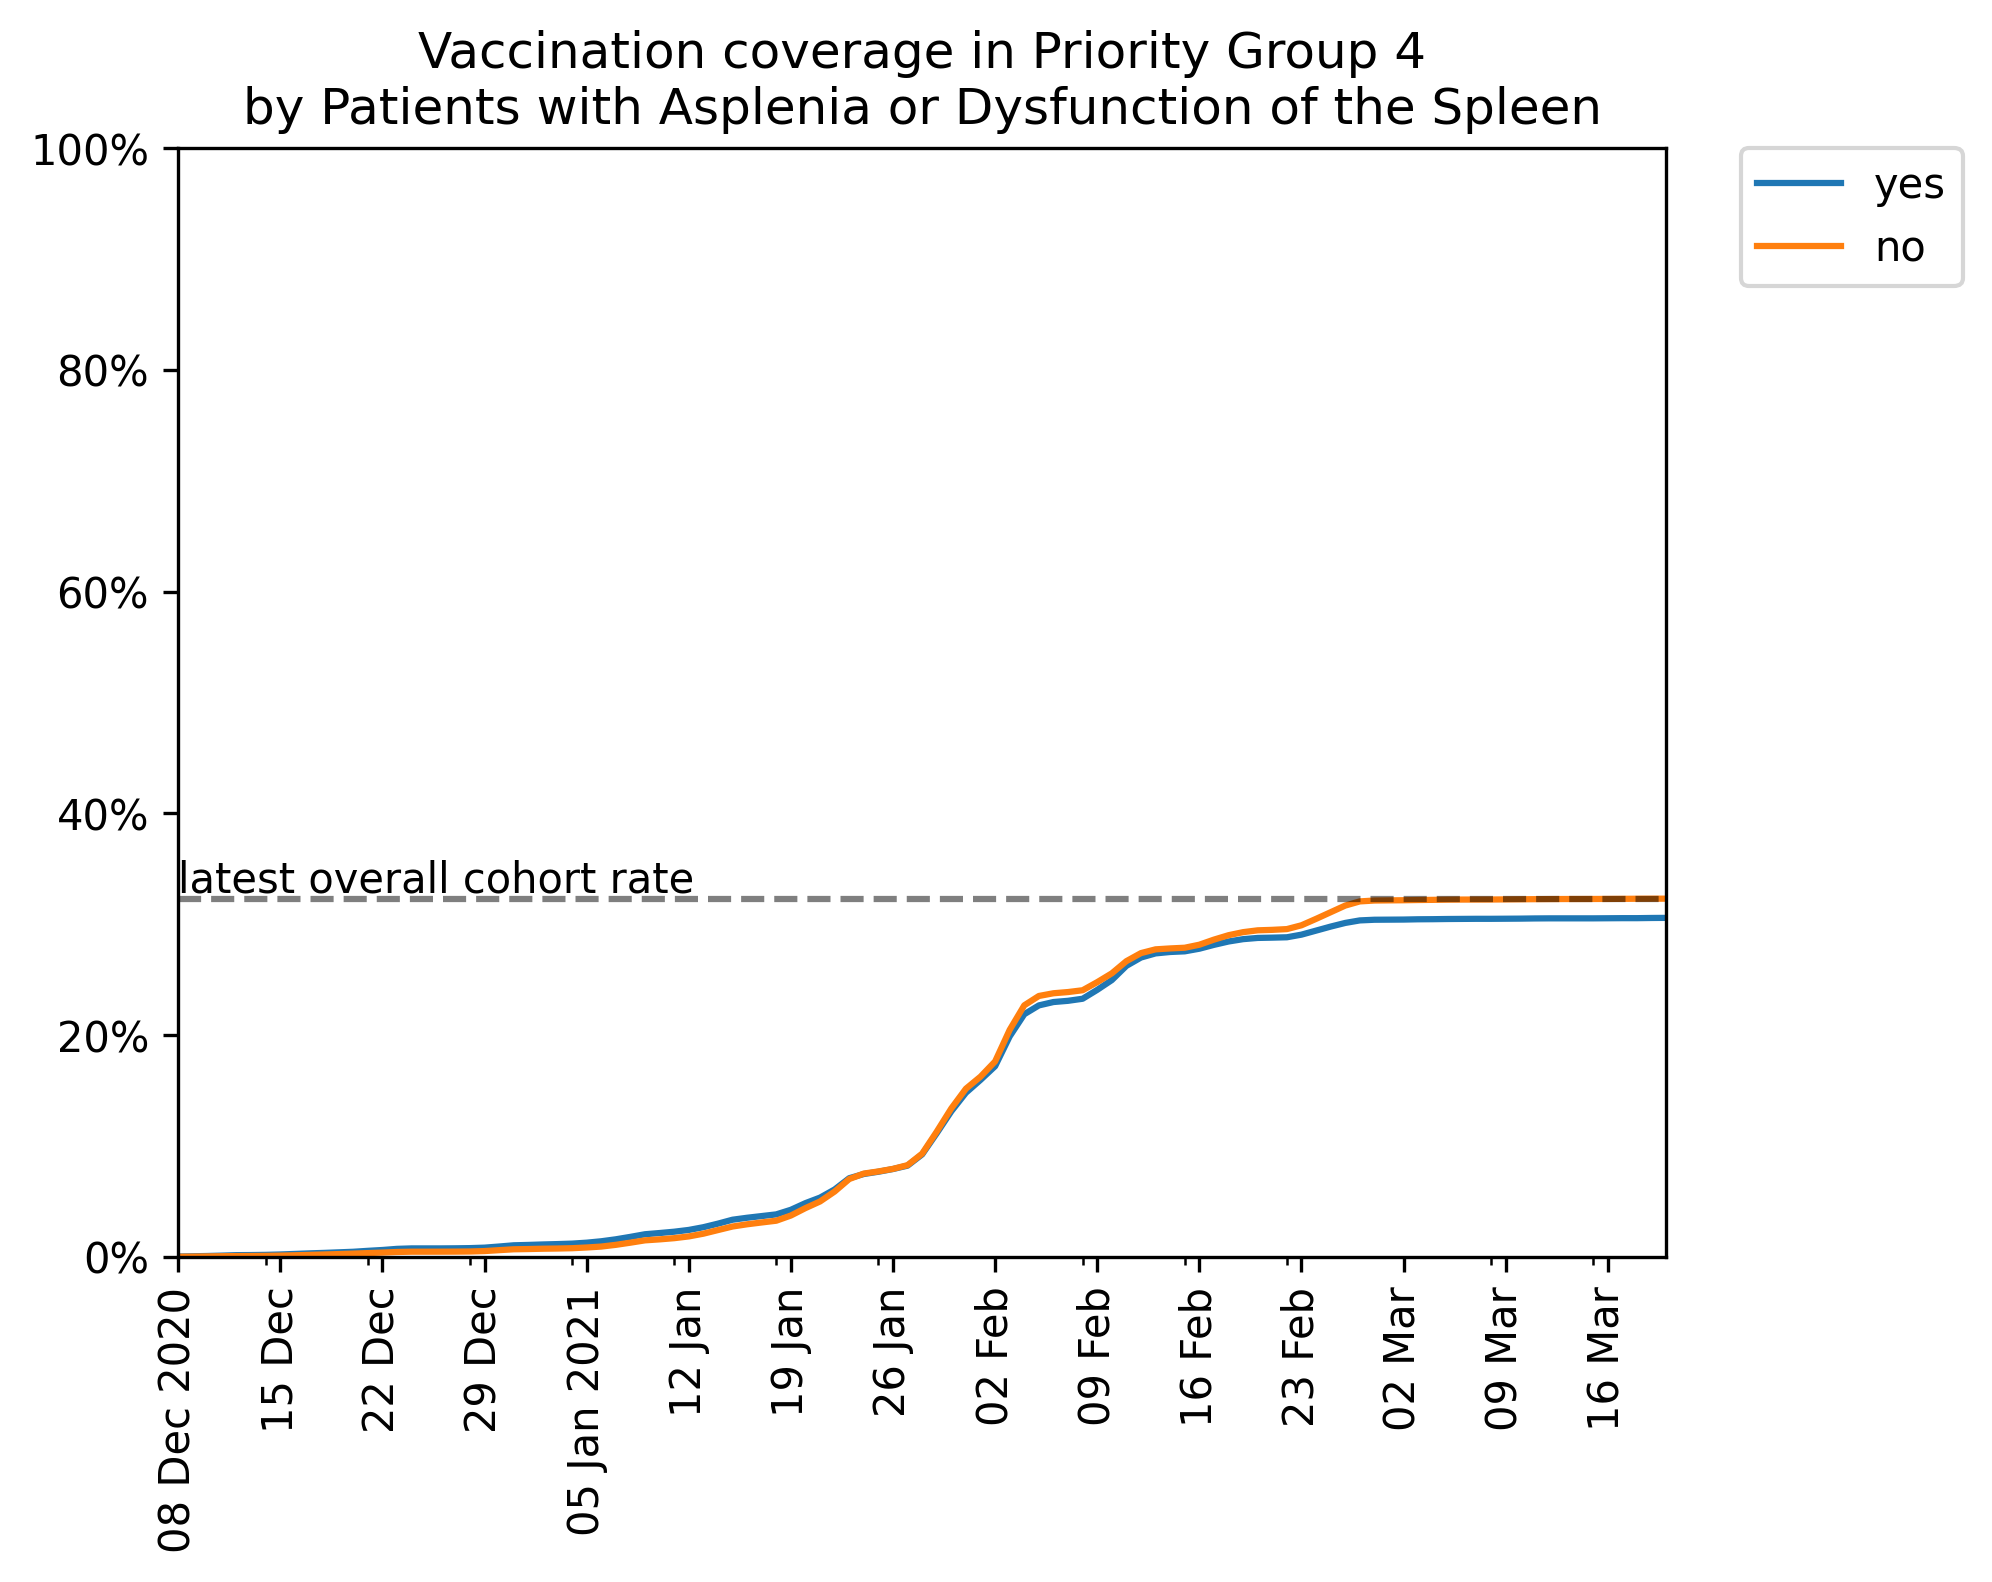 Vaccination coverage in Priority Group 4
by Patients with Asplenia or Dysfunction of the Spleen
100%
80%
60%
40%
20%
0%
latest overall cohort rate
yes
no
08 Dec 2020
15 Dec
22 Dec
29 Dec
05 Jan 2021
12 Jan
19 Jan
26 Jan
02 Feb
09 Feb
16 Feb
23 Feb
02 Mar
09 Mar
16 Mar